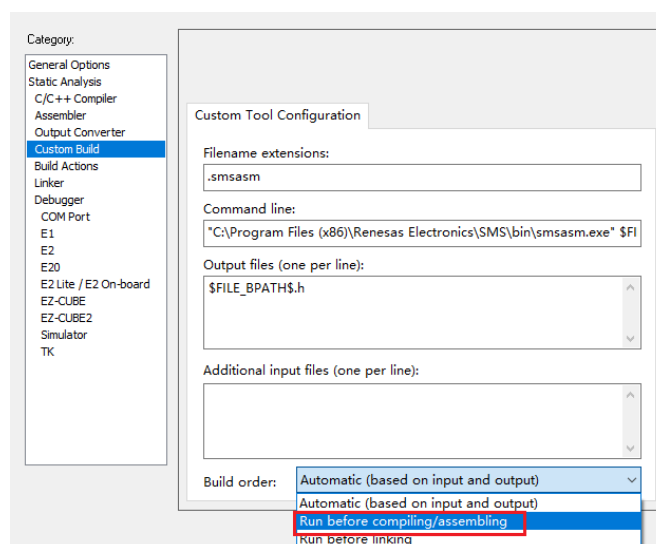 Category:
General Options
Static Analysis
C/C++ Compiler
Assembler
Output Converter
Custom Build
Build Actions
Linker
Debugger
COM Port
E1
E2
E20
E2 Lite / E2 On-board
EZ-CUBE
EZ-CUBE2
Simulator
TK
Custom Tool Configuration
Filename extensions:
.smsasm
Command line:
"C:\Program Files (x86)\Renesas Electronics\SMS\bin\smsasm.exe" $FI
Output files (one per line):
$FILE_BPATH$.h
Additional input files (one per line):
Build order:
Automatic (based on input and output)
Automatic (based on input and output)
Run before compiling/assembling
Run before linking